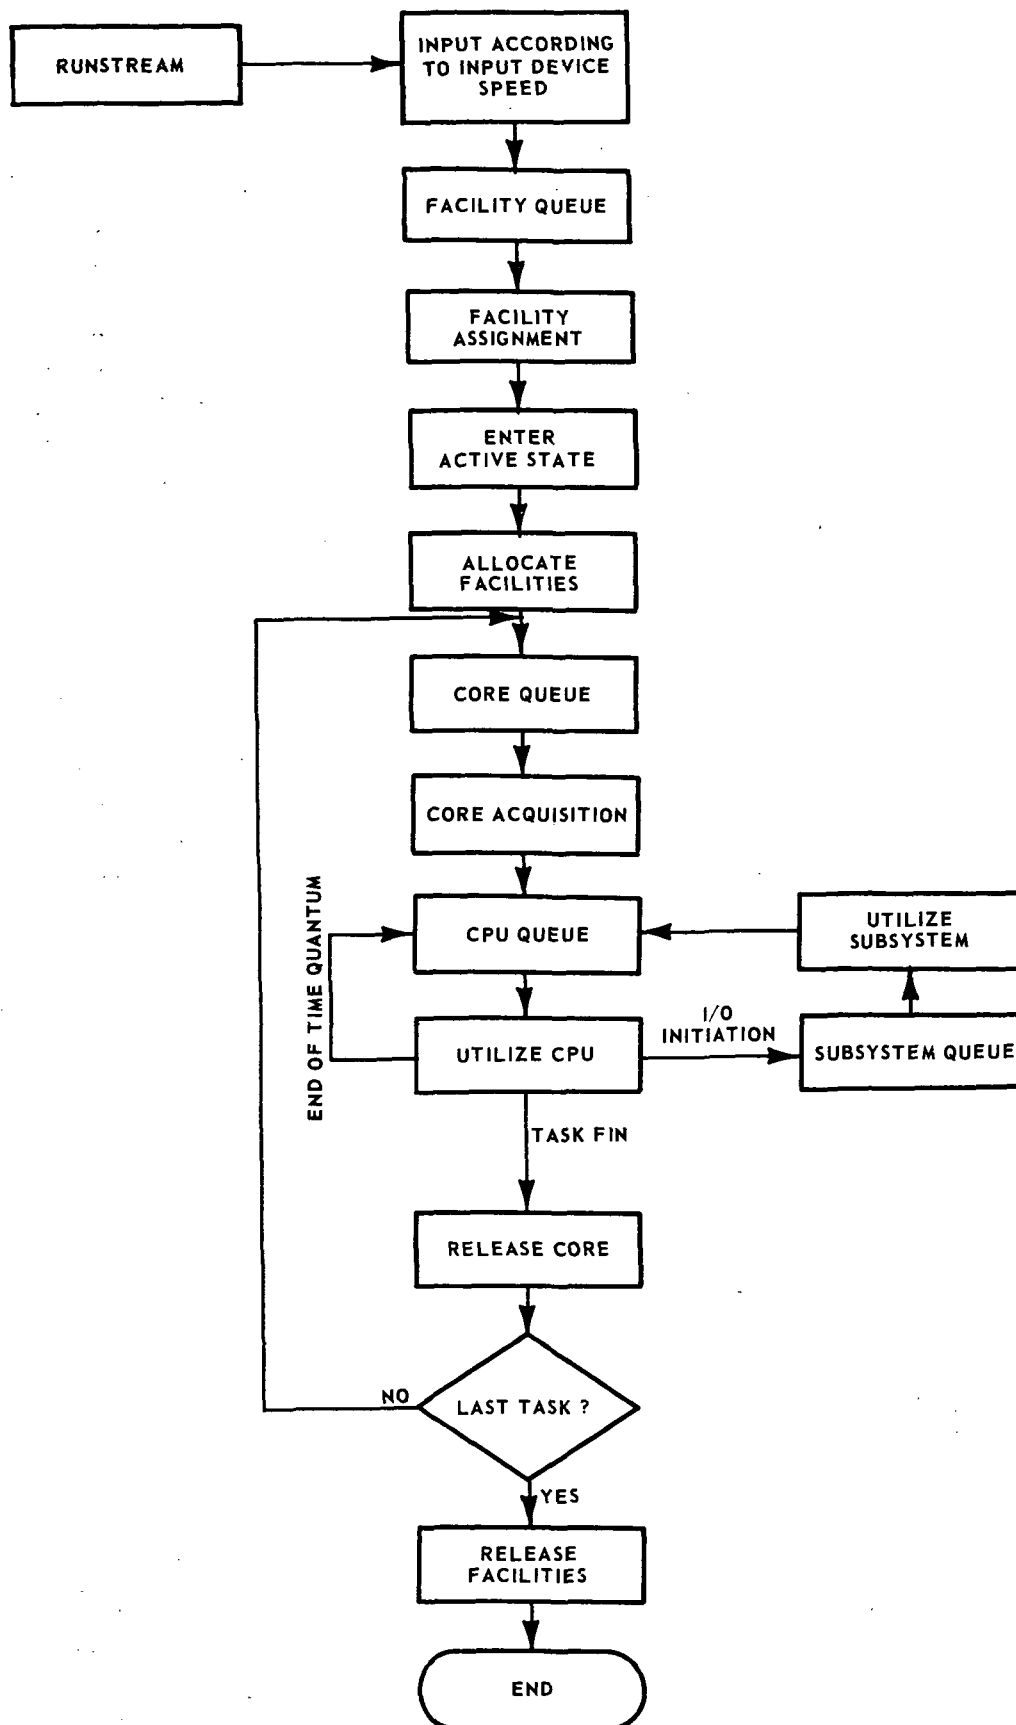 RUNSTREAM
INPUT ACCORDING
TO INPUT DEVICE
SPEED
FACILITY QUEUE
FACILITY
ASSIGNMENT
ENTER
ACTIVE STATE
ALLOCATE
FACILITIES
CORE QUEUE
CORE ACQUISITION
END OF TIME QUANTUM
CPU QUEUE
UTILIZE
SUBSYSTEM
UTILIZE CPU
I/O
INITIATION
SUBSYSTEM QUEUE
TASK FIN
RELEASE CORE
NO
LAST TASK ?
YES
RELEASE
FACILITIES
END